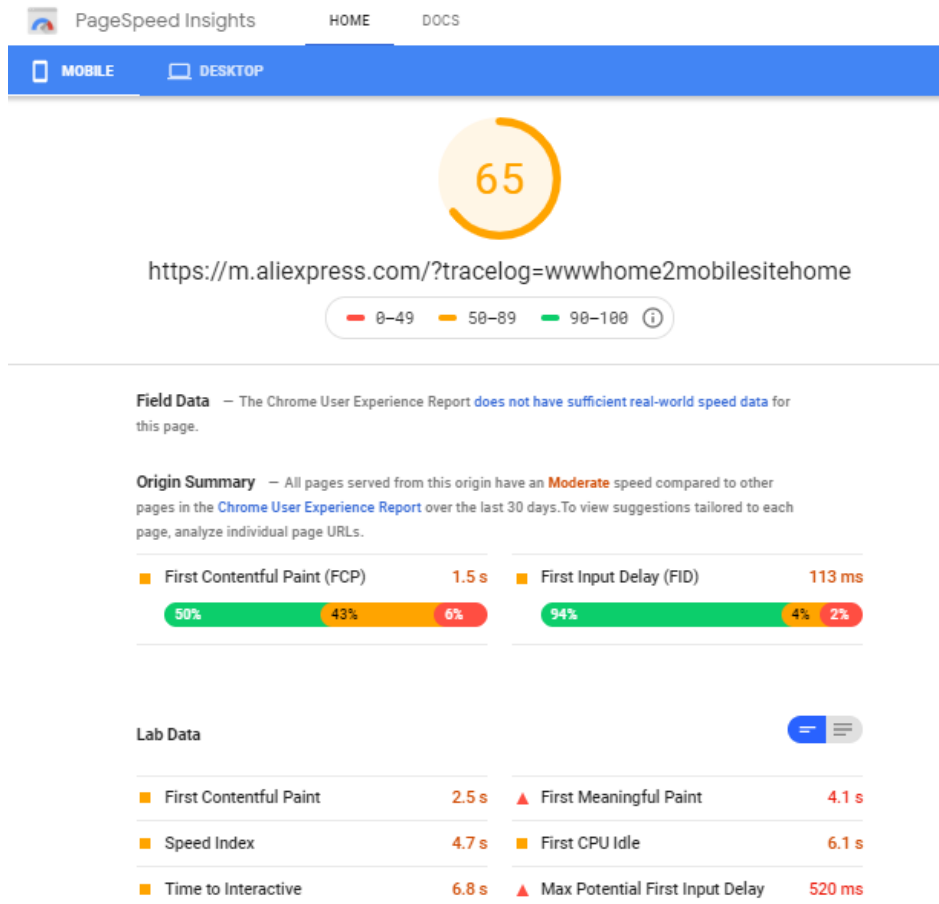 PageSpeed Insights HOME DOCS
MOBILE DESKTOP
65
https://m.aliexpress.com/?tracelog=wwwhome2mobilesitehome
0–49 50–89 90–100
Field Data — The Chrome User Experience Report does not have sufficient real-world speed data for
this page.
Origin Summary — All pages served from this origin have an Moderate speed compared to other
pages in the Chrome User Experience Report over the last 30 days.To view suggestions tailored to each
page, analyze individual page URLs.
First Contentful Paint (FCP) 1.5 s First Input Delay (FID) 113 ms
50% 43% 6% 94% 4% 2%
Lab Data
First Contentful Paint 2.5 s First Meaningful Paint 4.1 s
Speed Index 4.7 s First CPU Idle 6.1 s
Time to Interactive 6.8 s Max Potential First Input Delay 520 ms